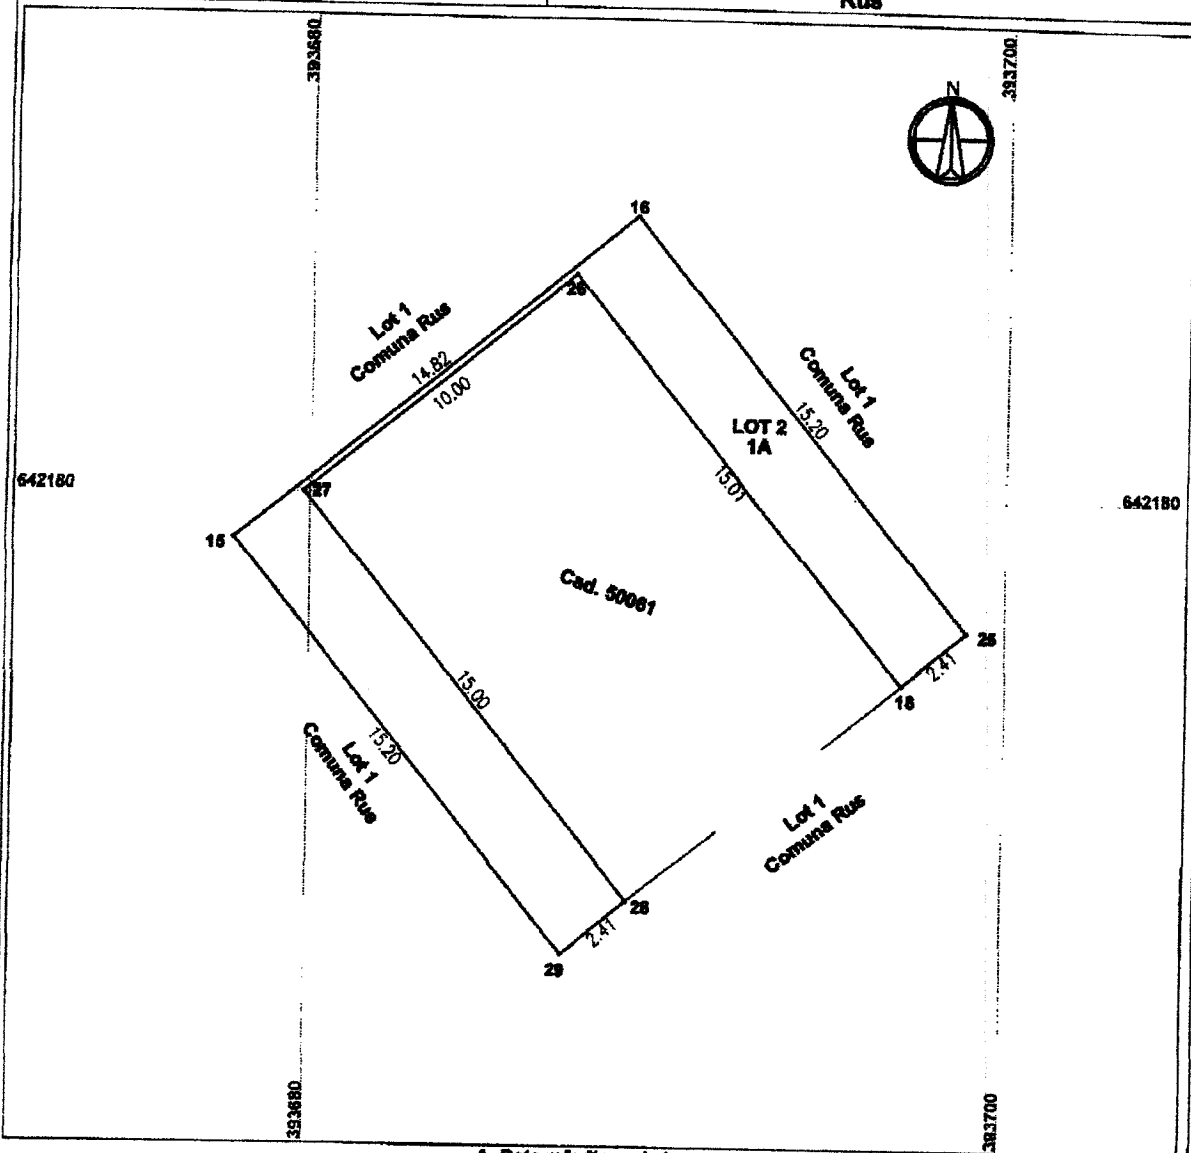 Rus
393680
393700
N
16
26
Lot 1
Comuna Rus
14.82
10.00
Lot 1
Comuna Rus
15.20
LOT 2
1A
15.01
642180
27
642180
15
Cad. 50061
25
2.41
18
15.00
15.20
Lot 1
Comuna Rus
Lot 1
Comuna Rus
28
2.41
29
393680
393700